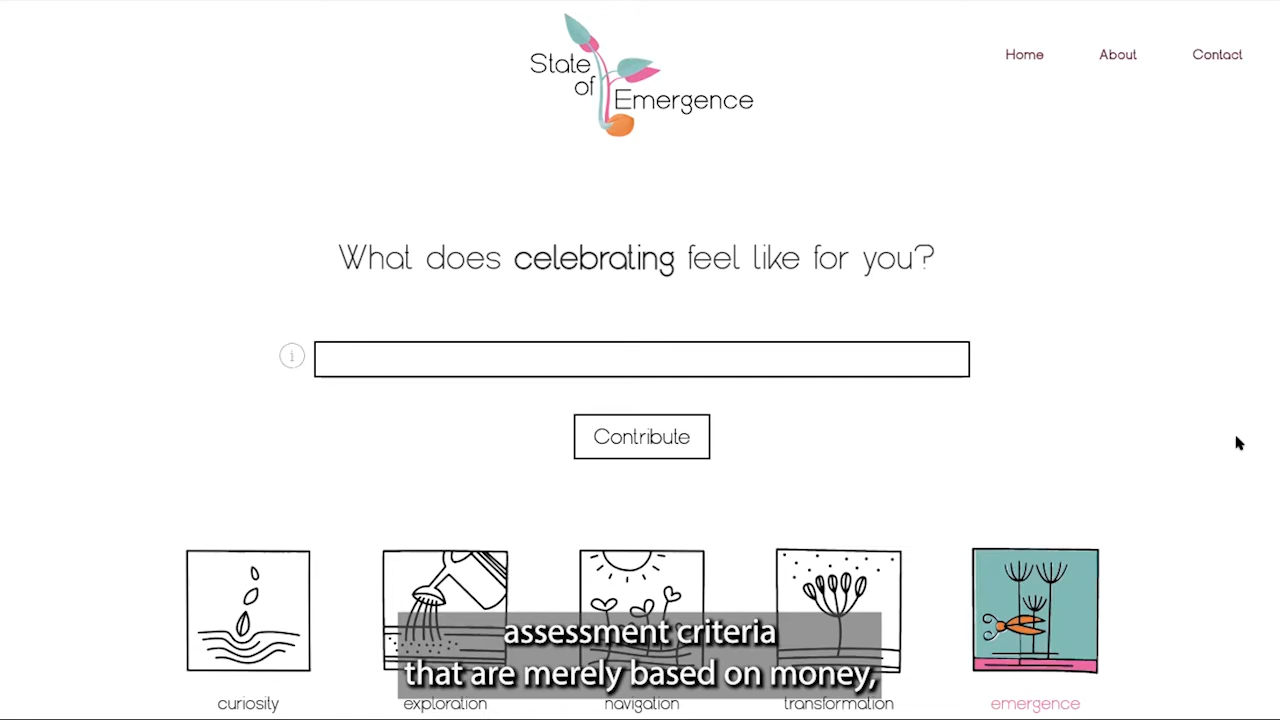 State
of
Emergence
Home
About
Contact
What does celebrating feel like for you?
i
Contribute
assessment criteria
that are merely based on money,
curiosity
exploration
navigation
transformation
emergence